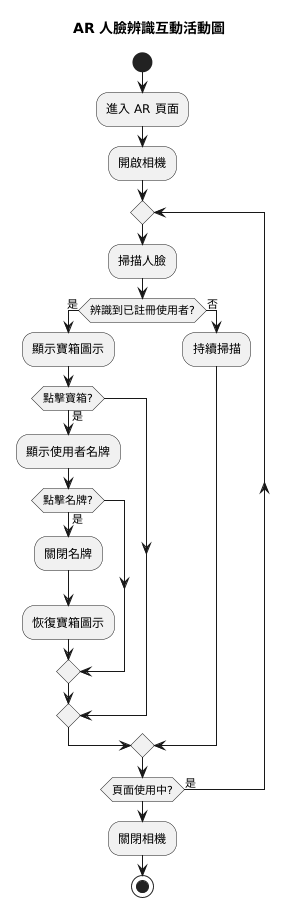 AR 人臉辨識互動活動圖
進入 AR 頁面
開啟相機
掃描人臉
辨識到已註冊使用者?
是
否
顯示寶箱圖示
持續掃描
點擊寶箱?
是
顯示使用者名牌
點擊名牌?
是
關閉名牌
恢復寶箱圖示
頁面使用中?
是
關閉相機